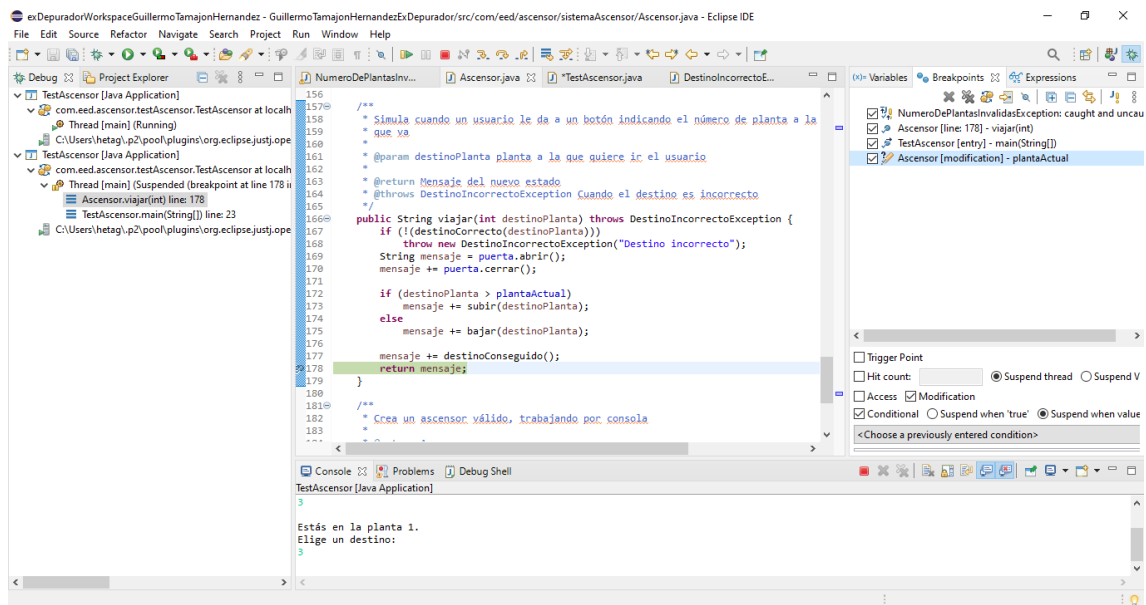 exDepuradorWorkspaceGuillermoTamajonHernandez - GuillermoTamajonHernandezExDepurador/src/com/eed/ascensor/sistemaAscensor/Ascensor.java - Eclipse IDE
File Edit Source Refactor Navigate Search Project Run Window Help
Debug Project Explorer
TestAscensor [Java Application]
com.eed.ascensor.testAscensor.TestAscensor at localh
Thread [main] (Running)
C:\Users\hetag\.p2\pool\plugins\org.eclipse.justj.ope
TestAscensor [Java Application]
com.eed.ascensor.testAscensor.TestAscensor at localh
Thread [main] (Suspended (breakpoint at line 178 i
Ascensor.viajar(int) line: 178
TestAscensor.main(String[]) line: 23
C:\Users\hetag\.p2\pool\plugins\org.eclipse.justj.ope
NumeroDePlantasInv... Ascensor.java *TestAscensor.java DestinoIncorrectoE...
156
157 /**
158 * Simula cuando un usuario le da a un botón indicando el número de planta a la
159 * que va
160 *
161 * @param destinoPlanta planta a la que quiere ir el usuario
162 *
163 * @return Mensaje del nuevo estado
164 * @throws DestinoIncorrectoException Cuando el destino es incorrecto
165 */
166 public String viajar(int destinoPlanta) throws DestinoIncorrectoException {
167 if (!(destinoCorrecto(destinoPlanta)))
168 throw new DestinoIncorrectoException("Destino incorrecto");
169 String mensaje = puerta.abrir();
170 mensaje += puerta.cerrar();
171
172 if (destinoPlanta > plantaActual)
173 mensaje += subir(destinoPlanta);
174 else
175 mensaje += bajar(destinoPlanta);
176
177 mensaje += destinoConseguido();
178 return mensaje;
179 }
180
181 /**
182 * Crea un ascensor válido, trabajando por consola
183 *
(x)= Variables Breakpoints Expressions
NumeroDePlantasInvalidasException: caught and uncau
Ascensor [line: 178] - viajar(int)
TestAscensor [entry] - main(String[])
Ascensor [modification] - plantaActual
Trigger Point
Hit count: Suspend thread Suspend V
Access Modification
Conditional Suspend when 'true' Suspend when value
<Choose a previously entered condition>
Console Problems Debug Shell
TestAscensor [Java Application]
3
Estás en la planta 1.
Elige un destino:
3